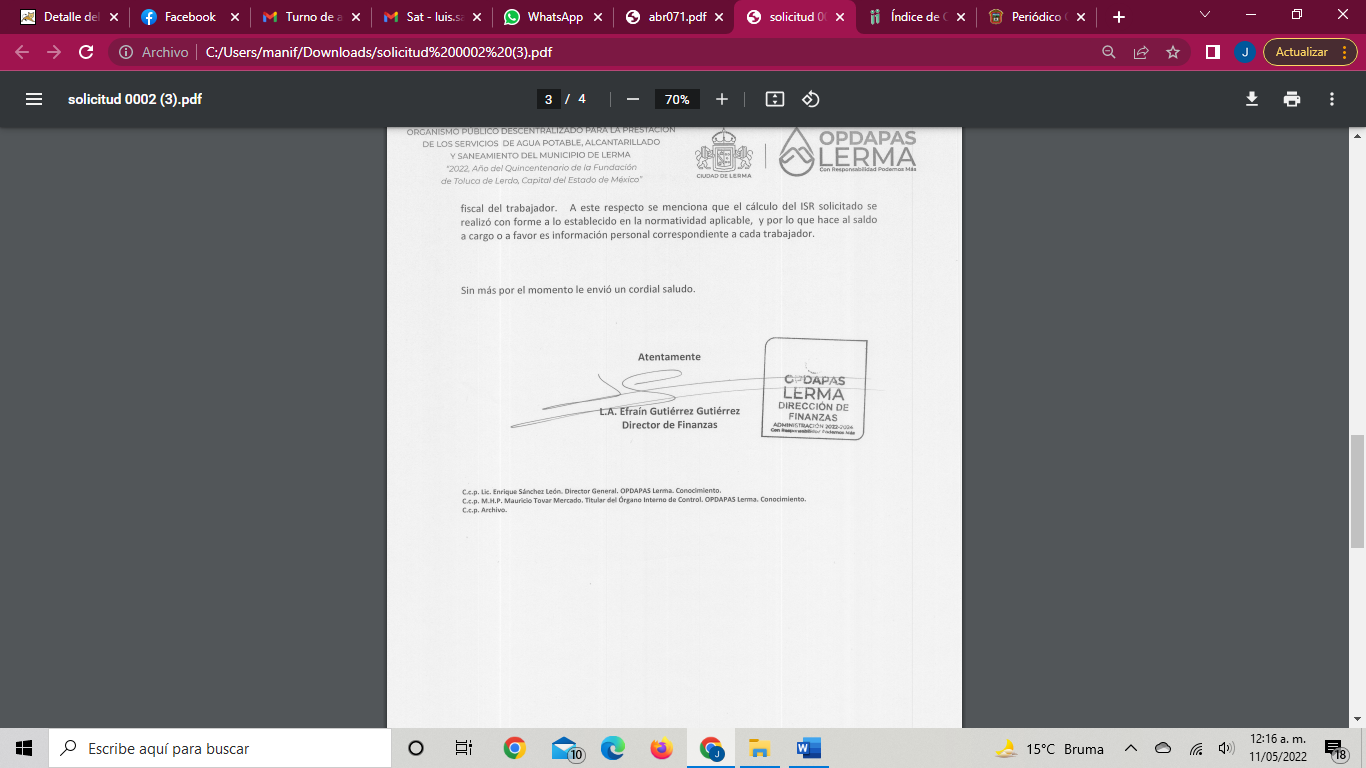 Detalle del
Facebook
Turno de a
Sat - luis.sa
WhatsApp
abr071.pdf
solicitud 00
Índice de C
Periódico
Archivo
C:/Users/manif/Downloads/solicitud%200002%20(3).pdf
J
Actualizar
solicitud 0002 (3).pdf
3 / 4
70%
ORGANISMO PÚBLICO DESCENTRALIZADO PARA LA PRESTACIÓN
DE LOS SERVICIOS DE AGUA POTABLE, ALCANTARILLADO
Y SANEAMIENTO DEL MUNICIPIO DE LERMA
"2022, Año del Quincentenario de la Fundación
de Toluca de Lerdo, Capital del Estado de México"
CIUDAD DE LERMA
OPDAPAS
LERMA
Con Responsabilidad Podemos Más
fiscal del trabajador. A este respecto se menciona que el cálculo del ISR solicitado se
realizó con forme a lo establecido en la normatividad aplicable, y por lo que hace al saldo
a cargo o a favor es información personal correspondiente a cada trabajador.
Sin más por el momento le envió un cordial saludo.
Atentamente
L.A. Efraín Gutiérrez Gutiérrez
Director de Finanzas
OPDAPAS
LERMA
DIRECCIÓN DE
FINANZAS
ADMINISTRACIÓN 2022-2024
Con Responsabilidad Podemos Más
C.c.p. Lic. Enrique Sánchez León. Director General. OPDAPAS Lerma. Conocimiento.
C.c.p. M.H.P. Mauricio Tovar Mercado. Titular del Órgano Interno de Control. OPDAPAS Lerma. Conocimiento.
C.c.p. Archivo.
Escribe aquí para buscar
10
J
15°C Bruma
12:16 a. m.
11/05/2022
18